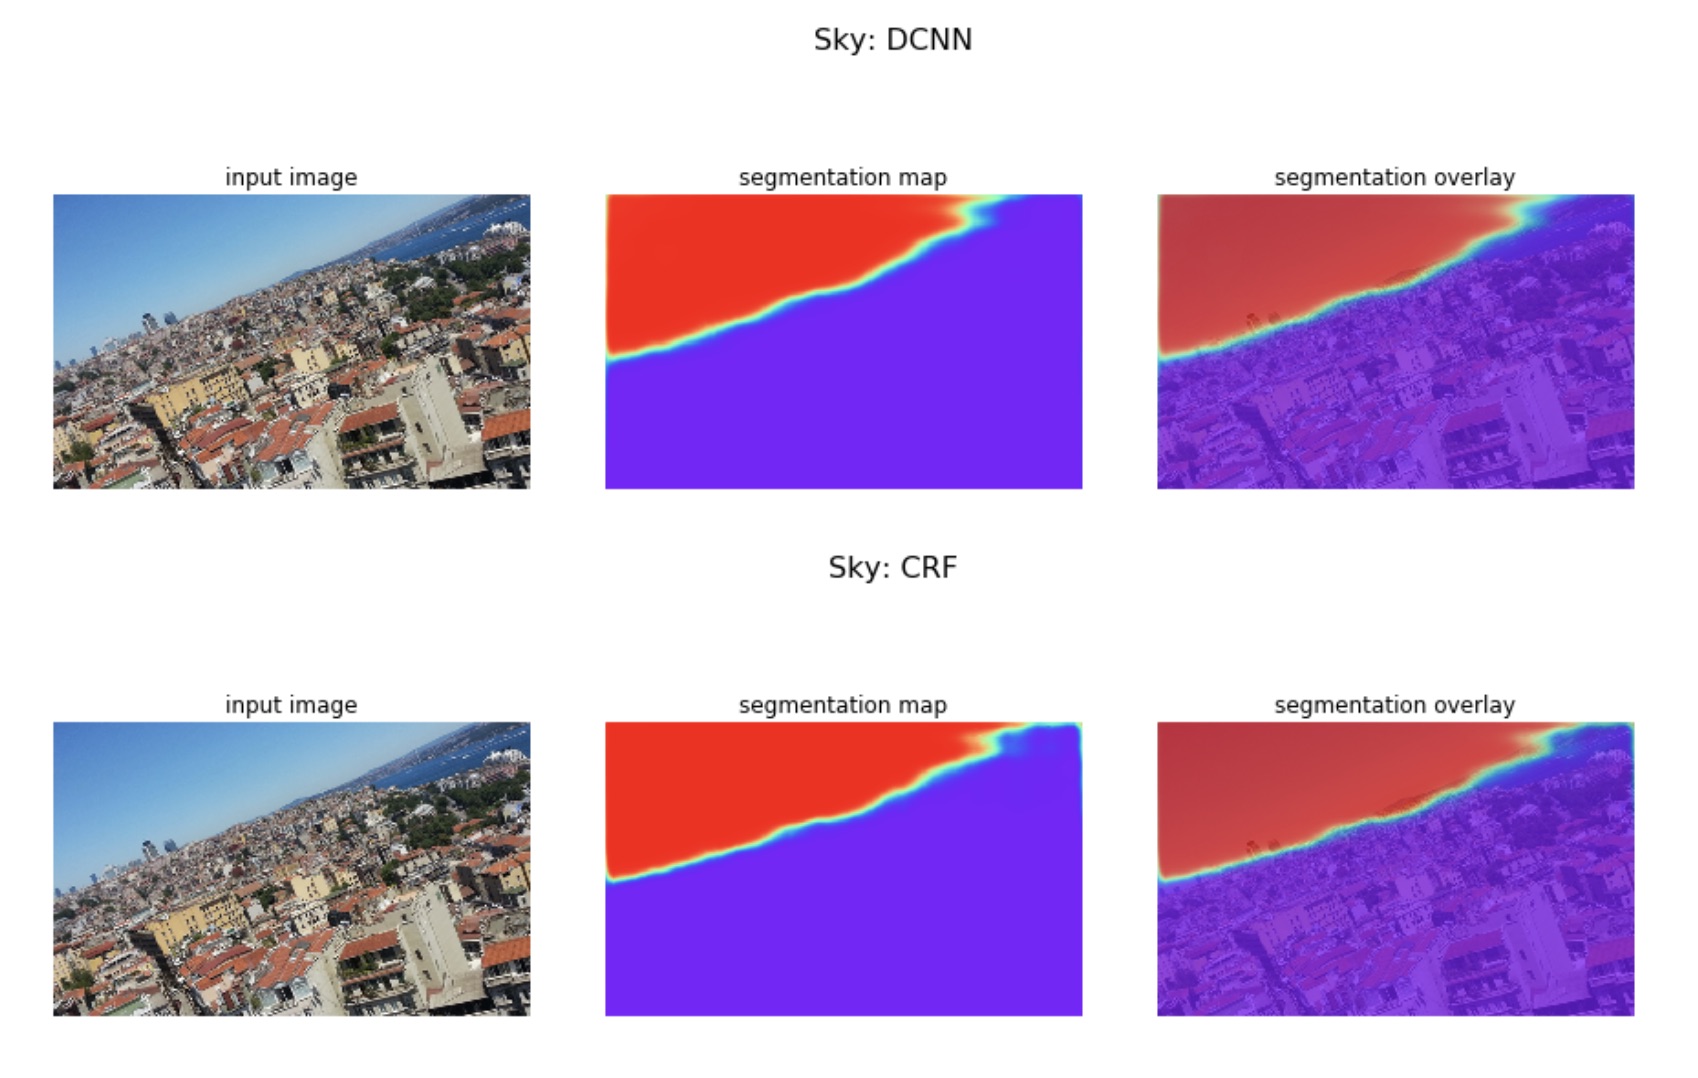 Sky: DCNN
input image
segmentation map
segmentation overlay
Sky: CRF
input image
segmentation map
segmentation overlay